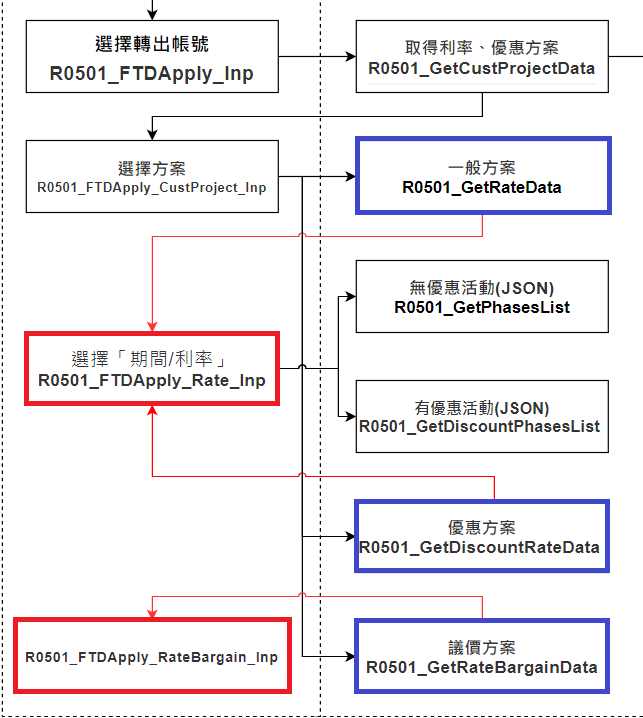 選擇轉出帳號
R0501_FTDApply_Inp
取得利率、優惠方案
R0501_GetCustProjectData
選擇方案
R0501_FTDApply_CustProject_Inp
一般方案
R0501_GetRateData
無優惠活動(JSON)
R0501_GetPhasesList
選擇「期間/利率」
R0501_FTDApply_Rate_Inp
有優惠活動(JSON)
R0501_GetDiscountPhasesList
優惠方案
R0501_GetDiscountRateData
R0501_FTDApply_RateBargain_Inp
議價方案
R0501_GetRateBargainData